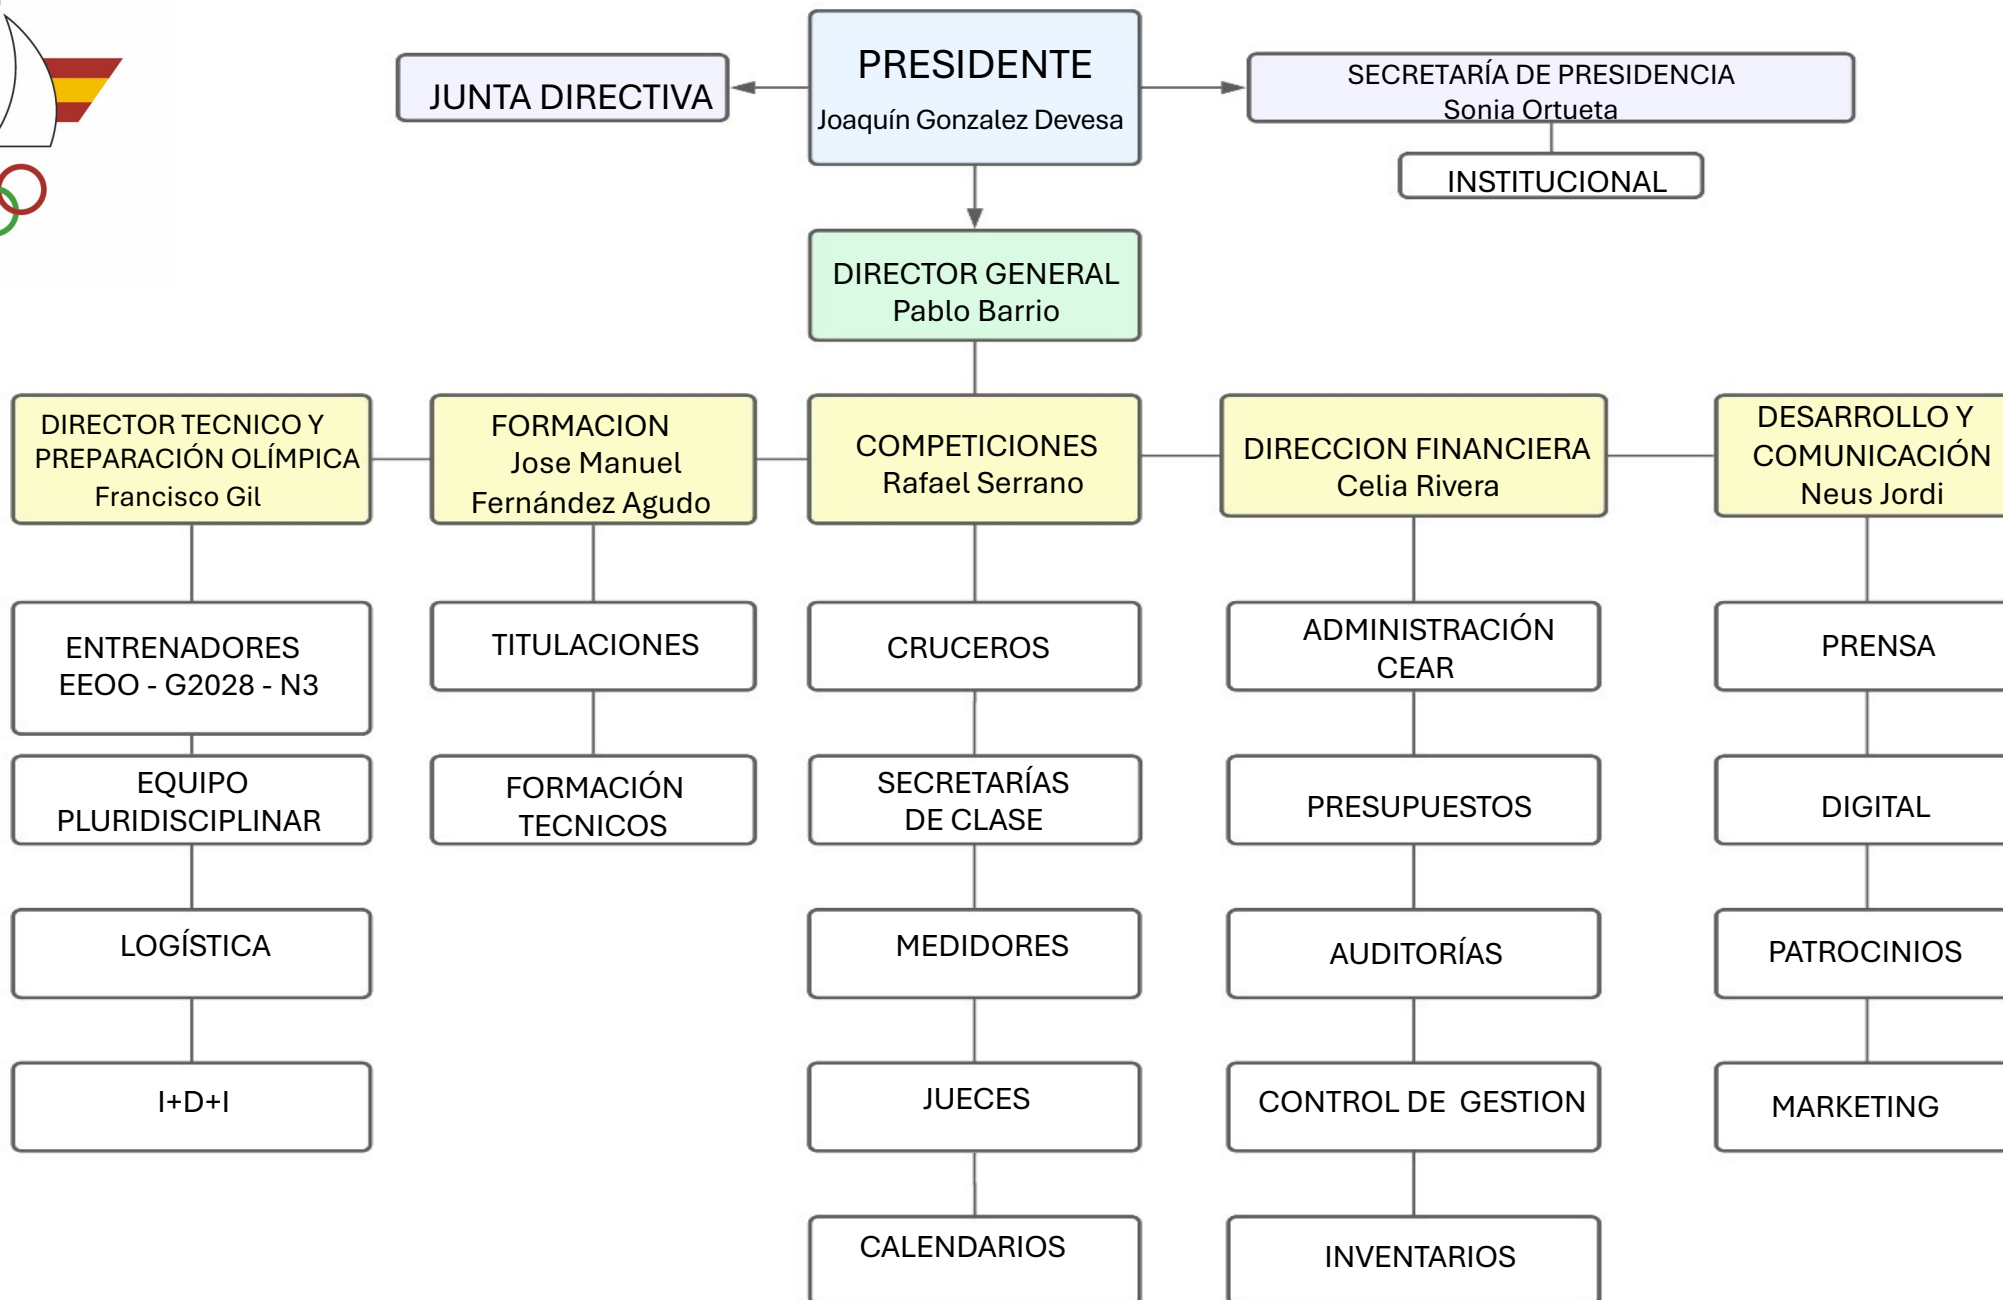 PRESIDENTE
Joaquín Gonzalez Devesa
JUNTA DIRECTIVA
SECRETARÍA DE PRESIDENCIA
Sonia Ortueta
INSTITUCIONAL
DIRECTOR GENERAL
Pablo Barrio
DIRECTOR TECNICO Y
PREPARACIÓN OLÍMPICA
Francisco Gil
FORMACION
Jose Manuel
Fernández Agudo
COMPETICIONES
Rafael Serrano
DIRECCION FINANCIERA
Celia Rivera
DESARROLLO Y
COMUNICACIÓN
Neus Jordi
ENTRENADORES
EEOO - G2028 - N3
EQUIPO
PLURIDISCIPLINAR
LOGÍSTICA
I+D+I
TITULACIONES
FORMACIÓN
TECNICOS
CRUCEROS
SECRETARÍAS
DE CLASE
MEDIDORES
JUECES
CALENDARIOS
ADMINISTRACIÓN
CEAR
PRESUPUESTOS
AUDITORÍAS
CONTROL DE  GESTION
INVENTARIOS
PRENSA
DIGITAL
PATROCINIOS
MARKETING